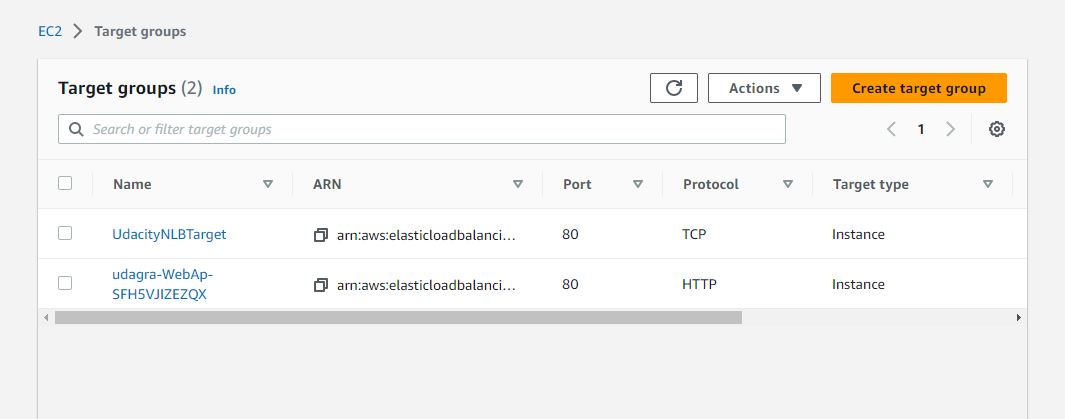 EC2 > Target groups
Target groups (2) Info
Actions
Create target group
Search or filter target groups
1
Name ARN Port Protocol Target type
UdacityNLBTarget arn:aws:elasticloadbalanci... 80 TCP Instance
udagra-WebAp-
SFH5VJIZEZQX arn:aws:elasticloadbalanci... 80 HTTP Instance